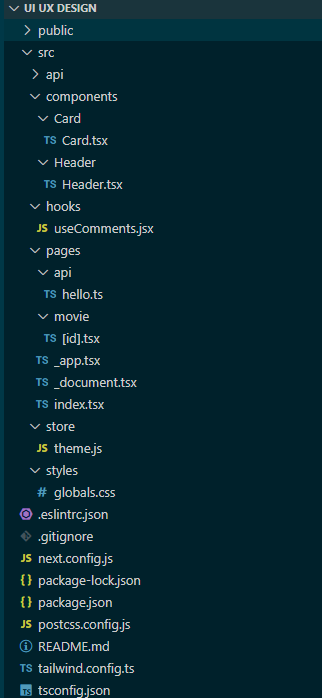 UI UX DESIGN
public
src
api
components
Card
TS Card.tsx
Header
TS Header.tsx
hooks
JS useComments.jsx
pages
api
TS hello.ts
movie
TS [id].tsx
TS _app.tsx
TS _document.tsx
TS index.tsx
store
JS theme.js
styles
# globals.css
.eslintrc.json
.gitignore
JS next.config.js
{} package-lock.json
{} package.json
JS postcss.config.js
README.md
TS tailwind.config.ts
TS tsconfig.json